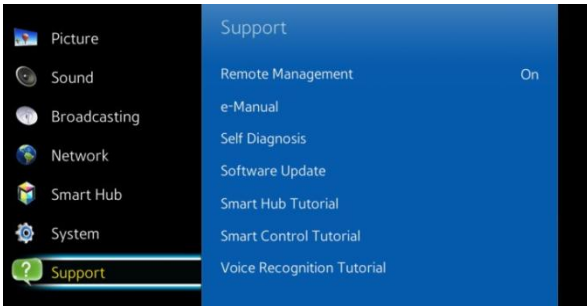 Picture
Sound
Broadcasting
Network
Smart Hub
System
Support
Support
Remote Management On
e-Manual
Self Diagnosis
Software Update
Smart Hub Tutorial
Smart Control Tutorial
Voice Recognition Tutorial